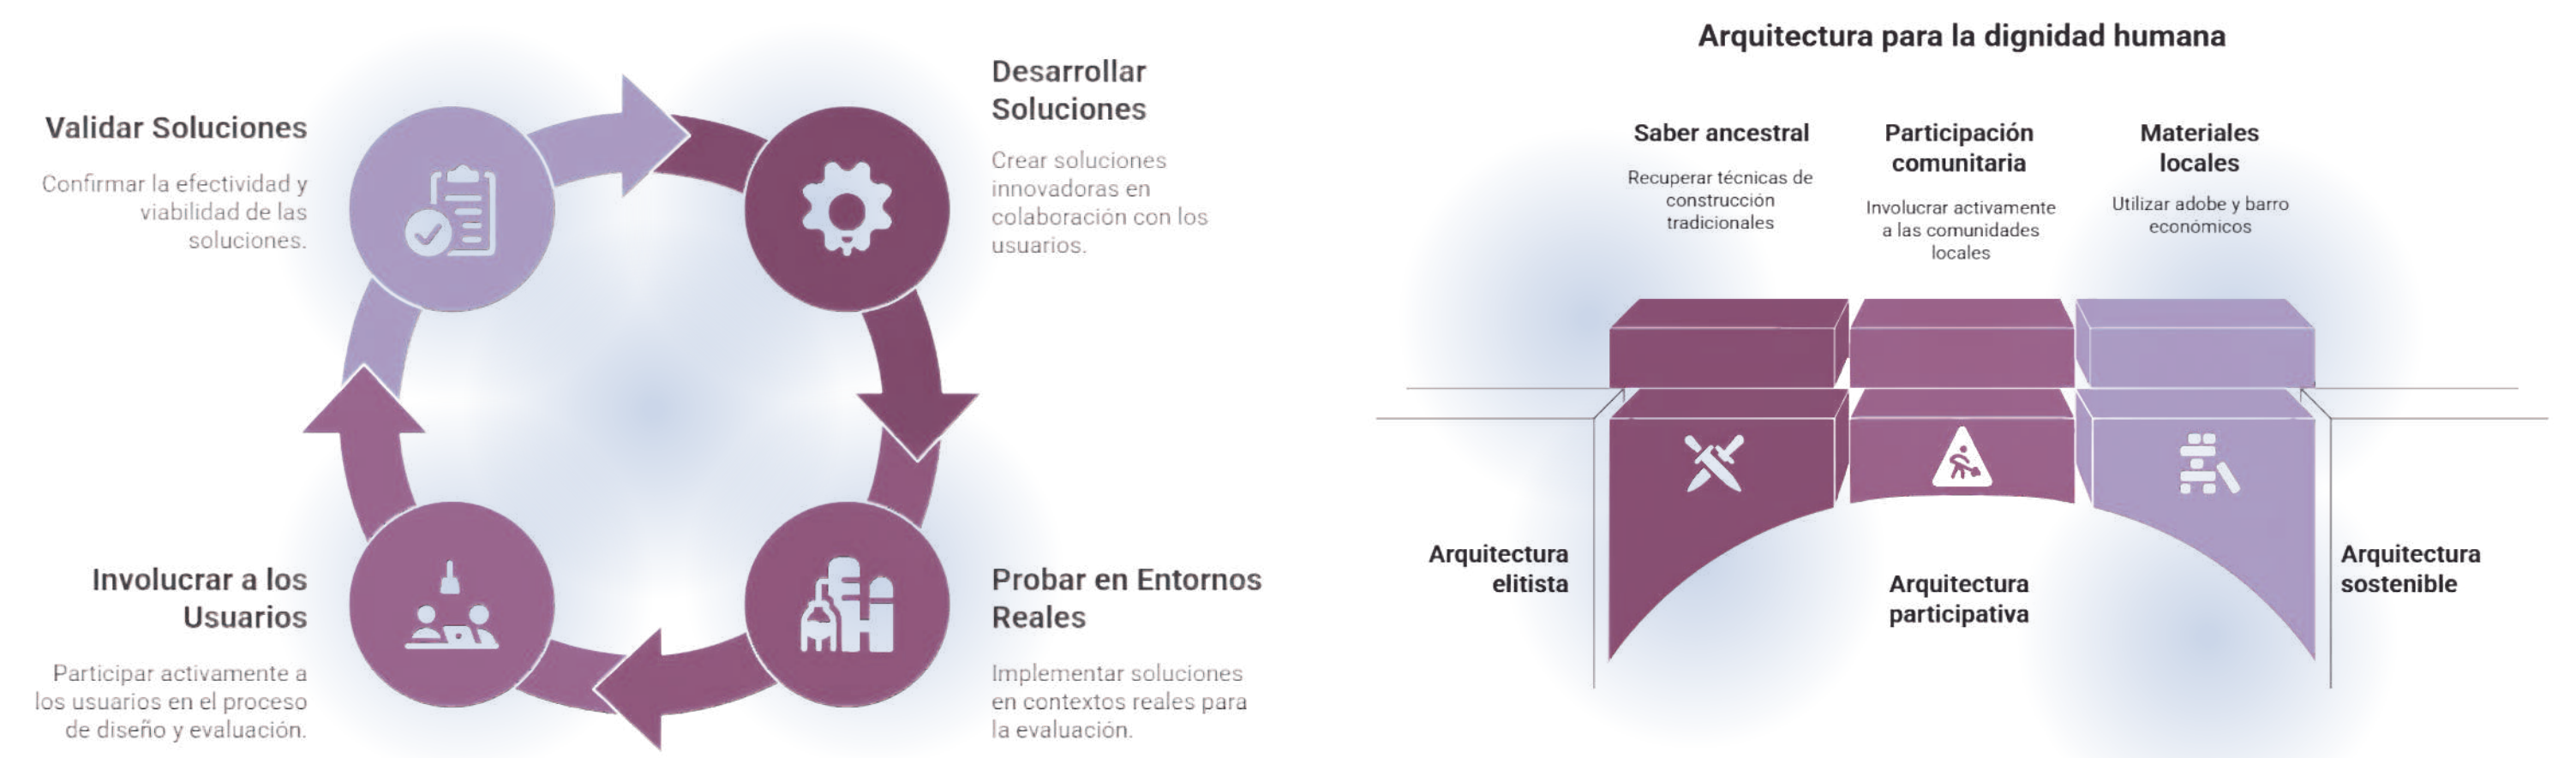 Validar Soluciones
Confirmar la efectividad y
viabilidad de las
soluciones.
Desarrollar
Soluciones
Crear soluciones
innovadoras en
colaboración con los
usuarios.
Involucrar a los
Usuarios
Participar activamente a
los usuarios en el proceso
de diseño y evaluación.
Probar en Entornos
Reales
Implementar soluciones
en contextos reales para
la evaluación.
Arquitectura para la dignidad humana
Saber ancestral
Recuperar técnicas de
construcción
tradicionales
Participación
comunitaria
Involucrar activamente
a las comunidades
locales
Materiales
locales
Utilizar adobe y barro
económicos
Arquitectura
elitista
Arquitectura
participativa
Arquitectura
sostenible